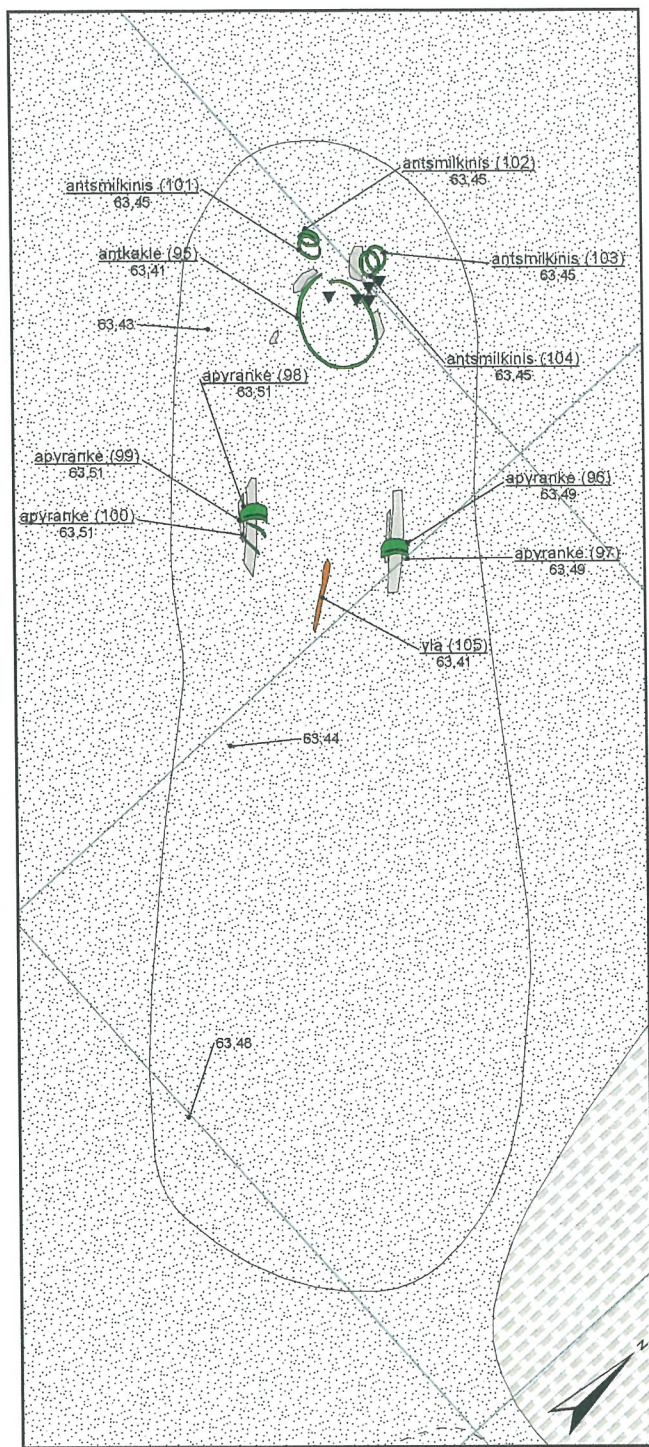 antsmilkinis (102)
63,45
antsmilkinis (101)
63,45
antkaklė (95)
63,41
antsmilkinis (103)
63,45
63,43
a
antsmilkinis (104)
63,45
apyrankė (98)
63,51
apyrankė (99)
63,51
apyrankė (96)
63,49
apyrankė (100)
63,51
apyrankė (97)
63,49
yla (105)
63,41
63,44
63,48
N